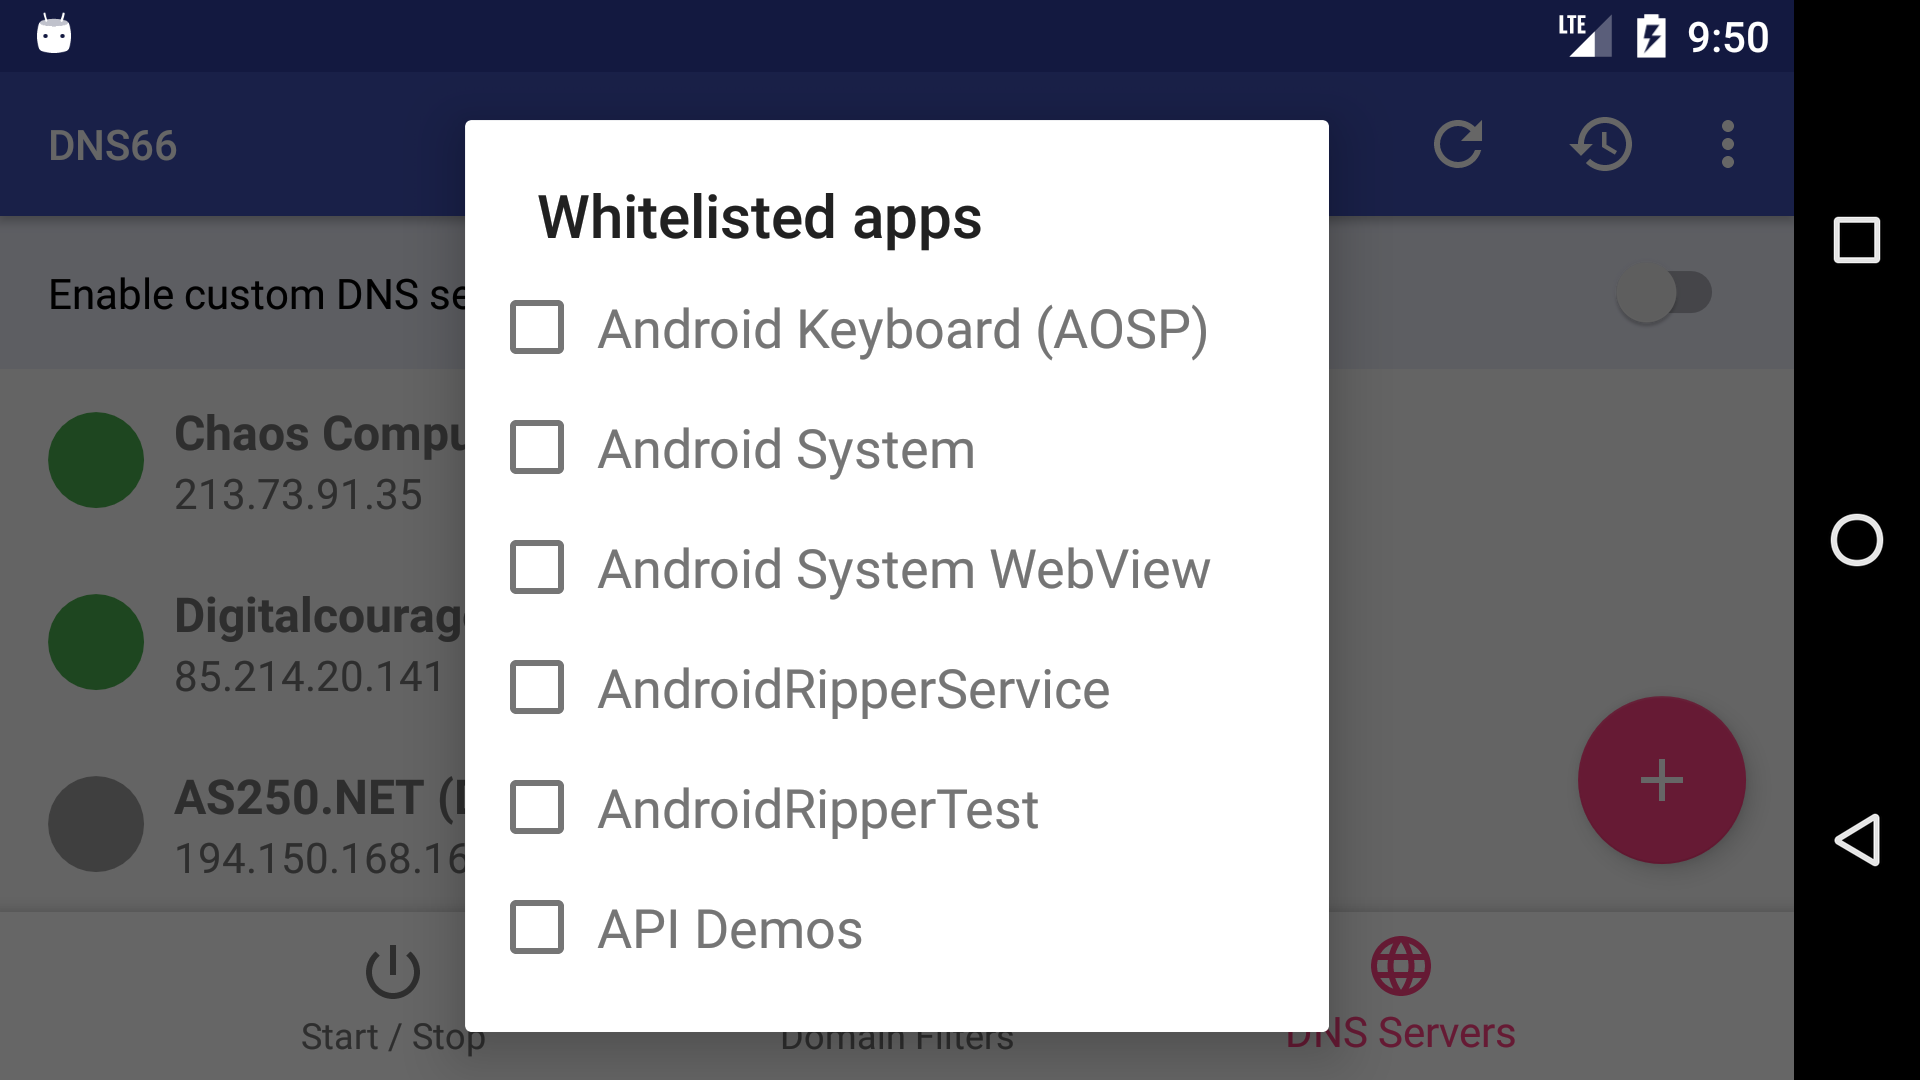 LTE 9:50
DNS66
Whitelisted apps
Enable custom DNS se
Android Keyboard (AOSP)
Android System
Android System WebView
AndroidRipperService
AndroidRipperTest
API Demos
Chaos Compu
213.73.91.35
Digitalcourag
85.214.20.141
AS250.NET (
194.150.168.16
Start / Stop
Domain Filters
DNS Servers